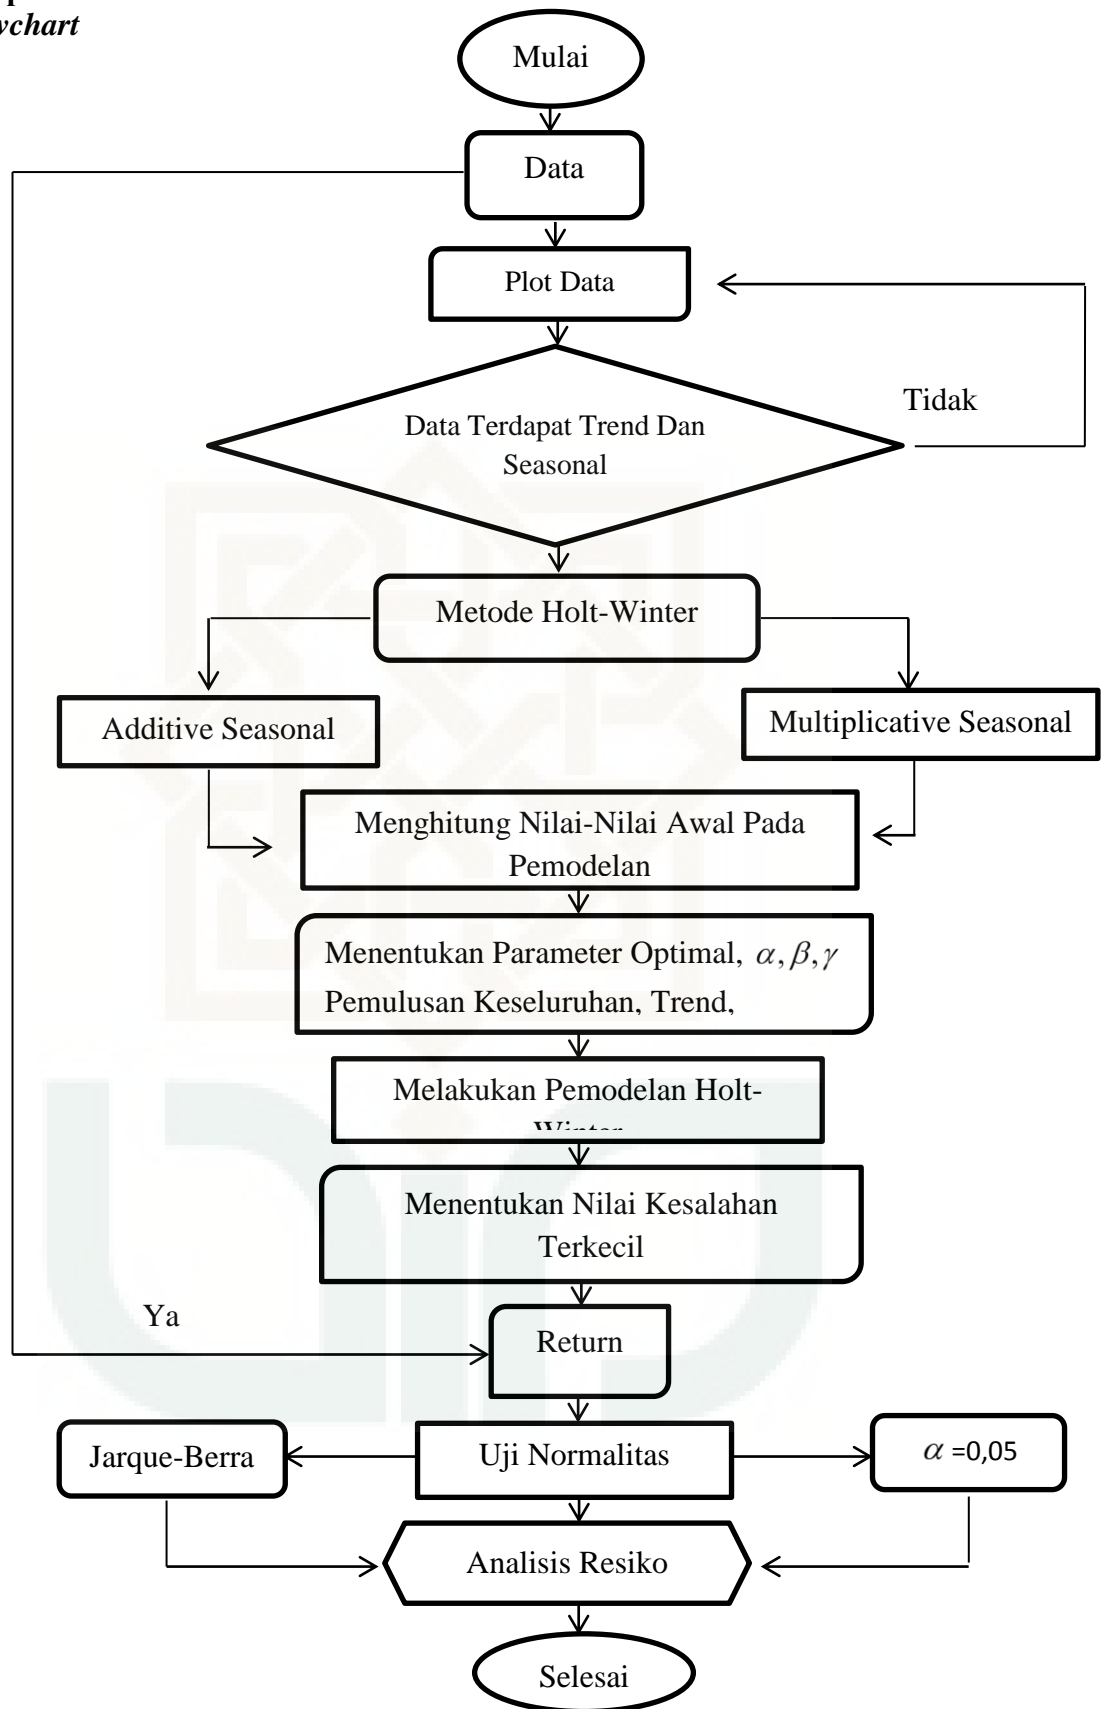 wchart
Mulai
Data
Plot Data
Tidak
Data Terdapat Trend Dan
Seasonal
Metode Holt-Winter
Additive Seasonal
Multiplicative Seasonal
Menghitung Nilai-Nilai Awal Pada
Pemodelan
Menentukan Parameter Optimal, α, β, γ
Pemulusan Keseluruhan, Trend,
Melakukan Pemodelan Holt-
Menentukan Nilai Kesalahan
Terkecil
Ya
Return
Jarque-Berra
Uji Normalitas
α =0,05
Analisis Resiko
Selesai